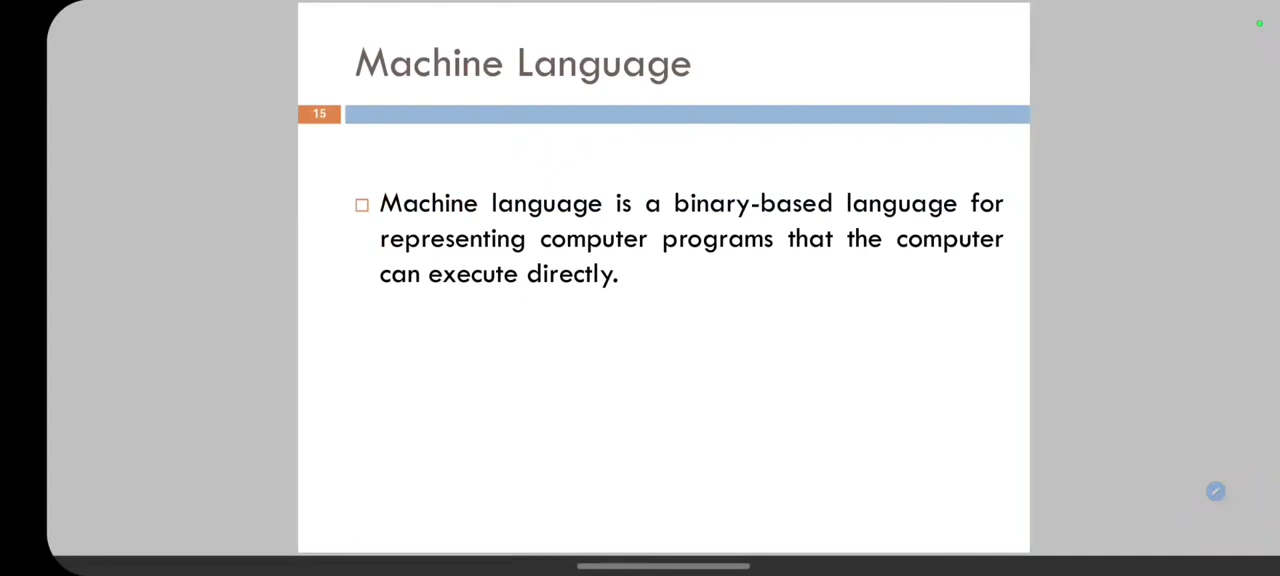 Machine Language
15
Machine language is a binary-based language for
representing computer programs that the computer
can execute directly.